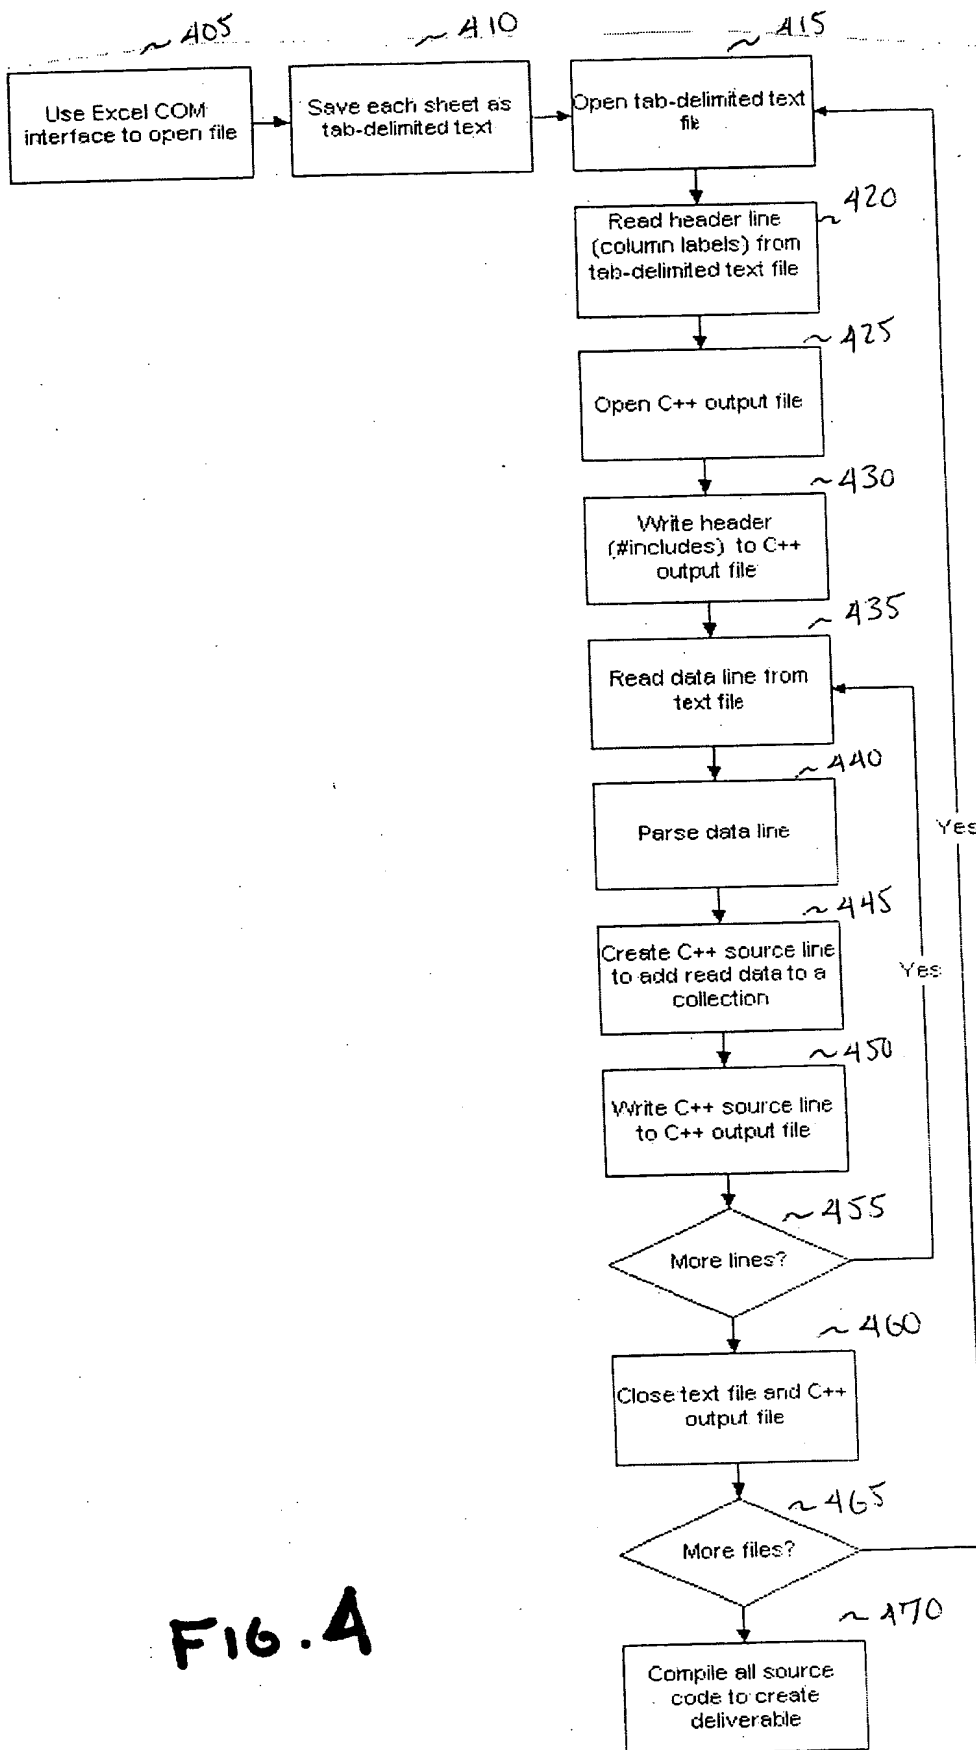 ~ 405
Use Excel COM
interface to open file
~ 410
Save each sheet as
tab-delimited text
~ 415
Open tab-delimited text
file
~ 420
Read header line
(column labels) from
tab-delimited text file
~ 425
Open C++ output file
~ 430
Write header
(#includes) to C++
output file
~ 435
Read data line from
text file
~ 440
Parse data line
Yes
~ 445
Create C++ source line
to add read data to a
collection
Yes
~ 450
Write C++ source line
to C++ output file
~ 455
More lines?
~ 460
Close text file and C++
output file
~ 465
More files?
~ 470
Compile all source
code to create
deliverable
FIG. 4